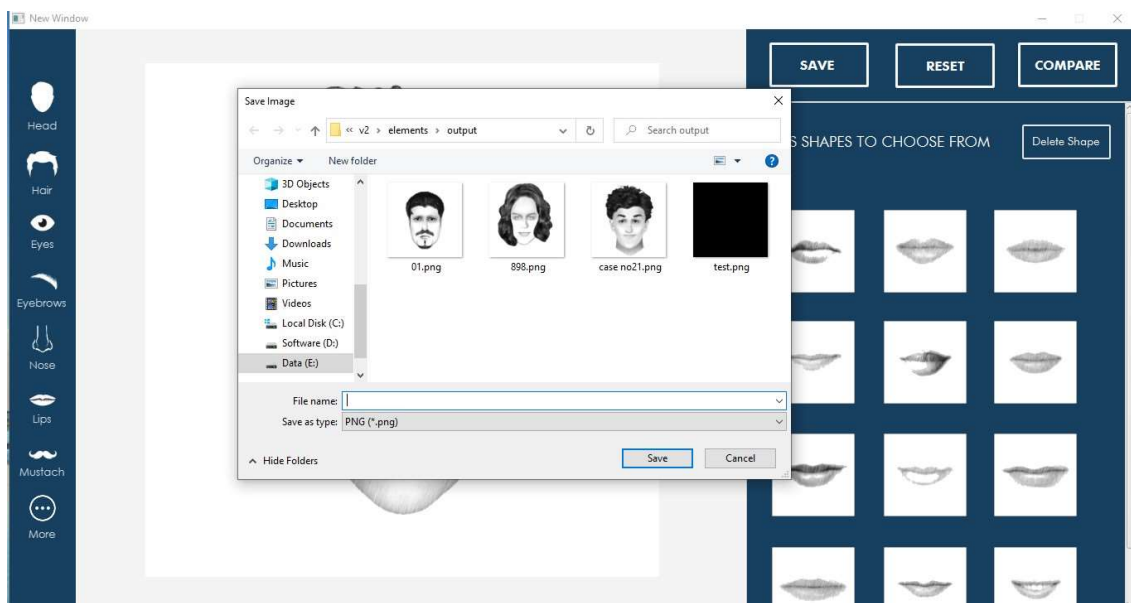 New Window
Head
Hair
Eyes
Eyebrows
Nose
Lips
Mustach
More
Save Image
« v2 › elements › output
Search output
Organize
New folder
3D Objects
Desktop
Documents
Downloads
Music
Pictures
Videos
Local Disk (C:)
Software (D:)
Data (E:)
01.png
898.png
case no21.png
test.png
File name:
Save as type: PNG (*.png)
Hide Folders
Save
Cancel
SAVE
RESET
COMPARE
SHAPES TO CHOOSE FROM
Delete Shape